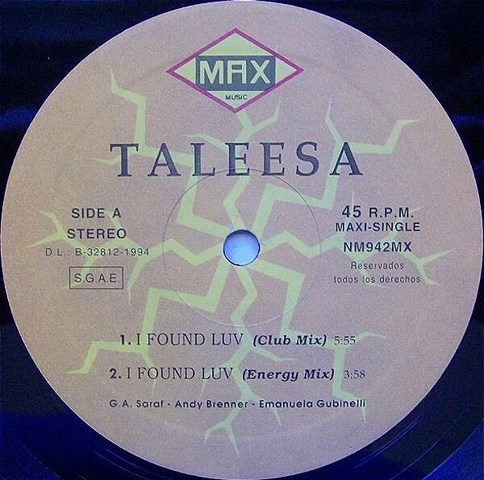 MAX
MUSIC
TALEESA
SIDE A
STEREO
D.L.: B-32812-1994
S.G.A.E.
45 R.P.M.
MAXI-SINGLE
NM942MX
Reservados
todos los derechos
1. I FOUND LUV (Club Mix) 5:55
2. I FOUND LUV (Energy Mix) 3:58
G.A. Saraf - Andy Brenner - Emanuela Gubinelli